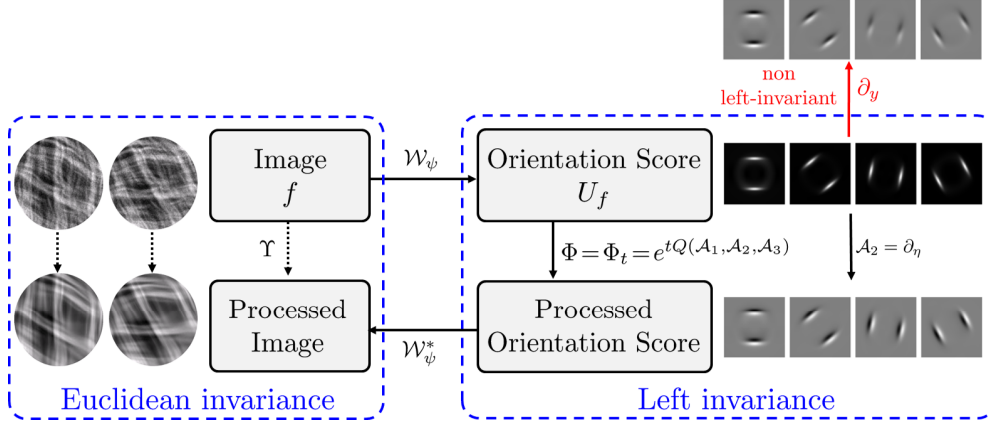 non
left-invariant
∂_y
Image
f
𝒲_ψ
Orientation Score
U_f
Υ
Φ=Φ_t=e^{tQ(𝒜_1,𝒜_2,𝒜_3)}
𝒜_2=∂_η
Processed
Image
𝒲_ψ^*
Processed
Orientation Score
Euclidean invariance
Left invariance